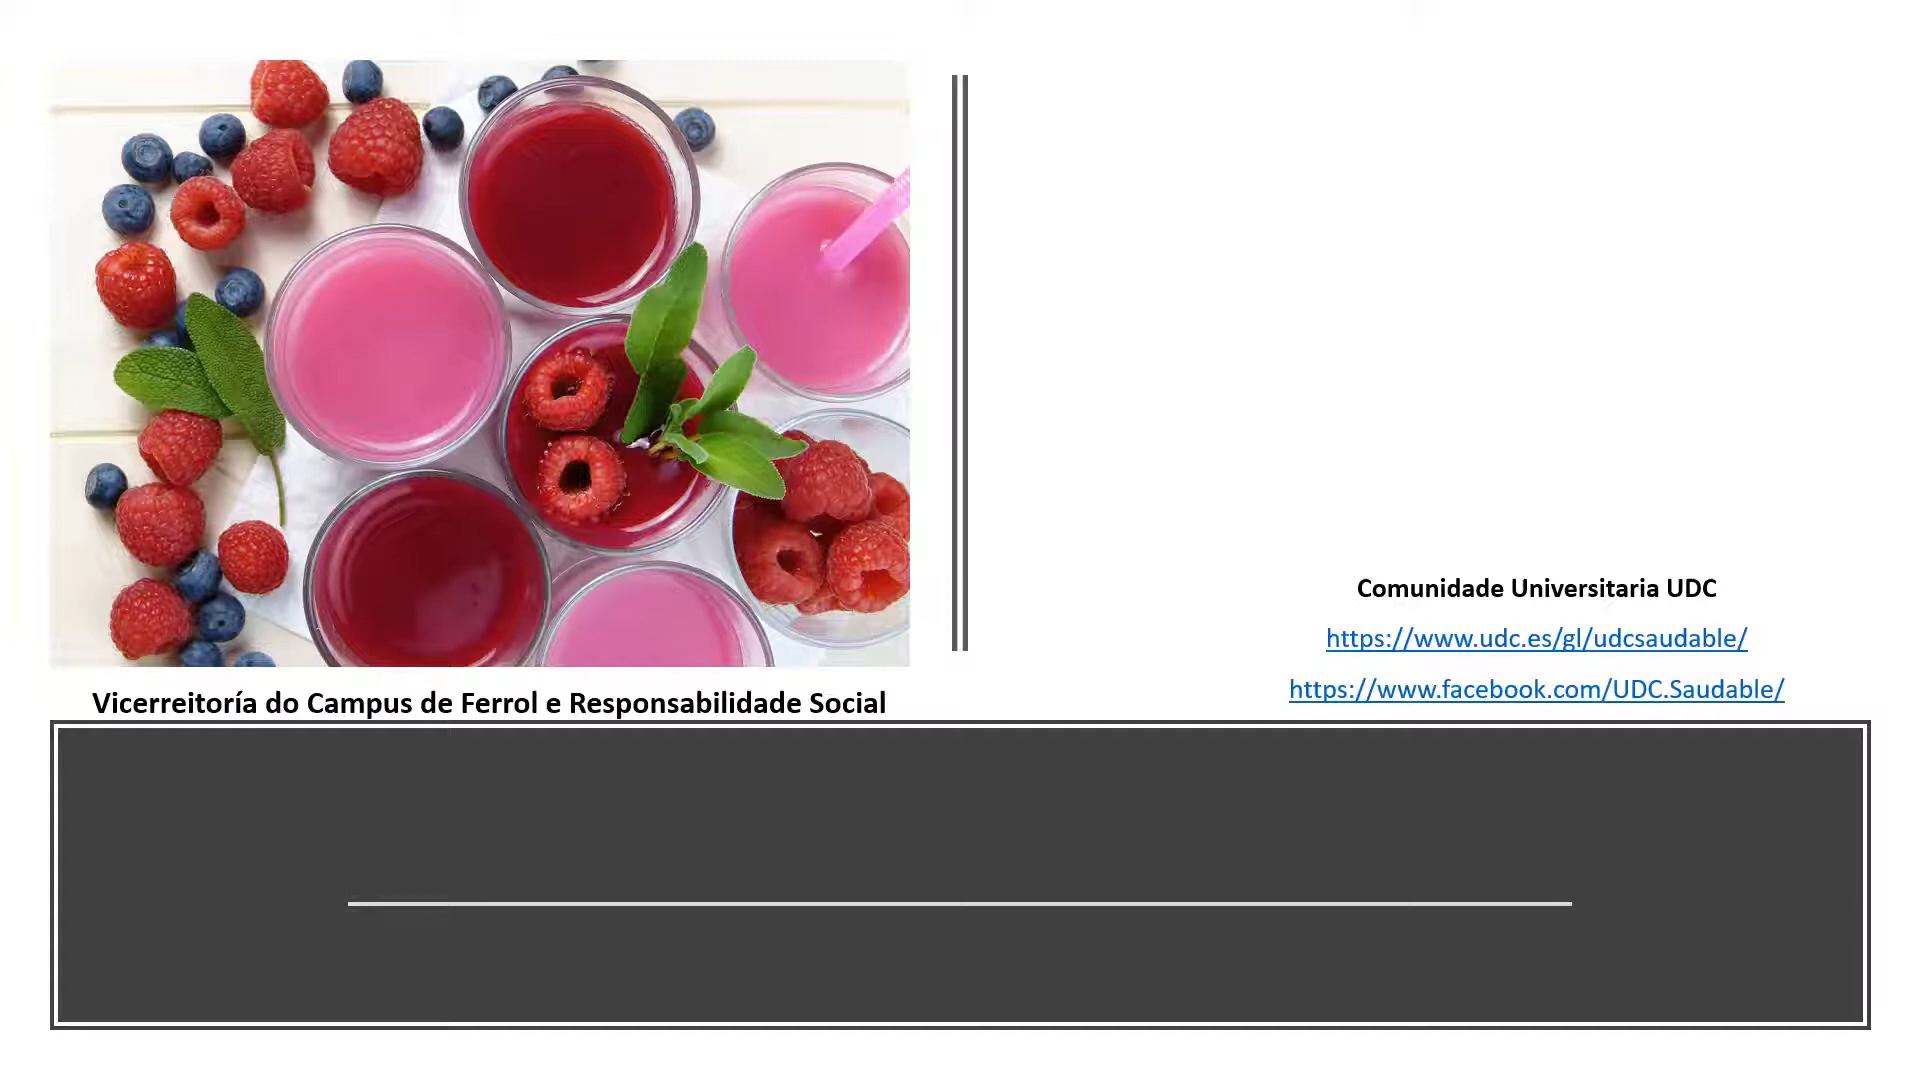 Comunidade Universitaria UDC
https://www.udc.es/gl/udcsaudable/
https://www.facebook.com/UDC.Saudable/
Vicerreitoría do Campus de Ferrol e Responsabilidade Social